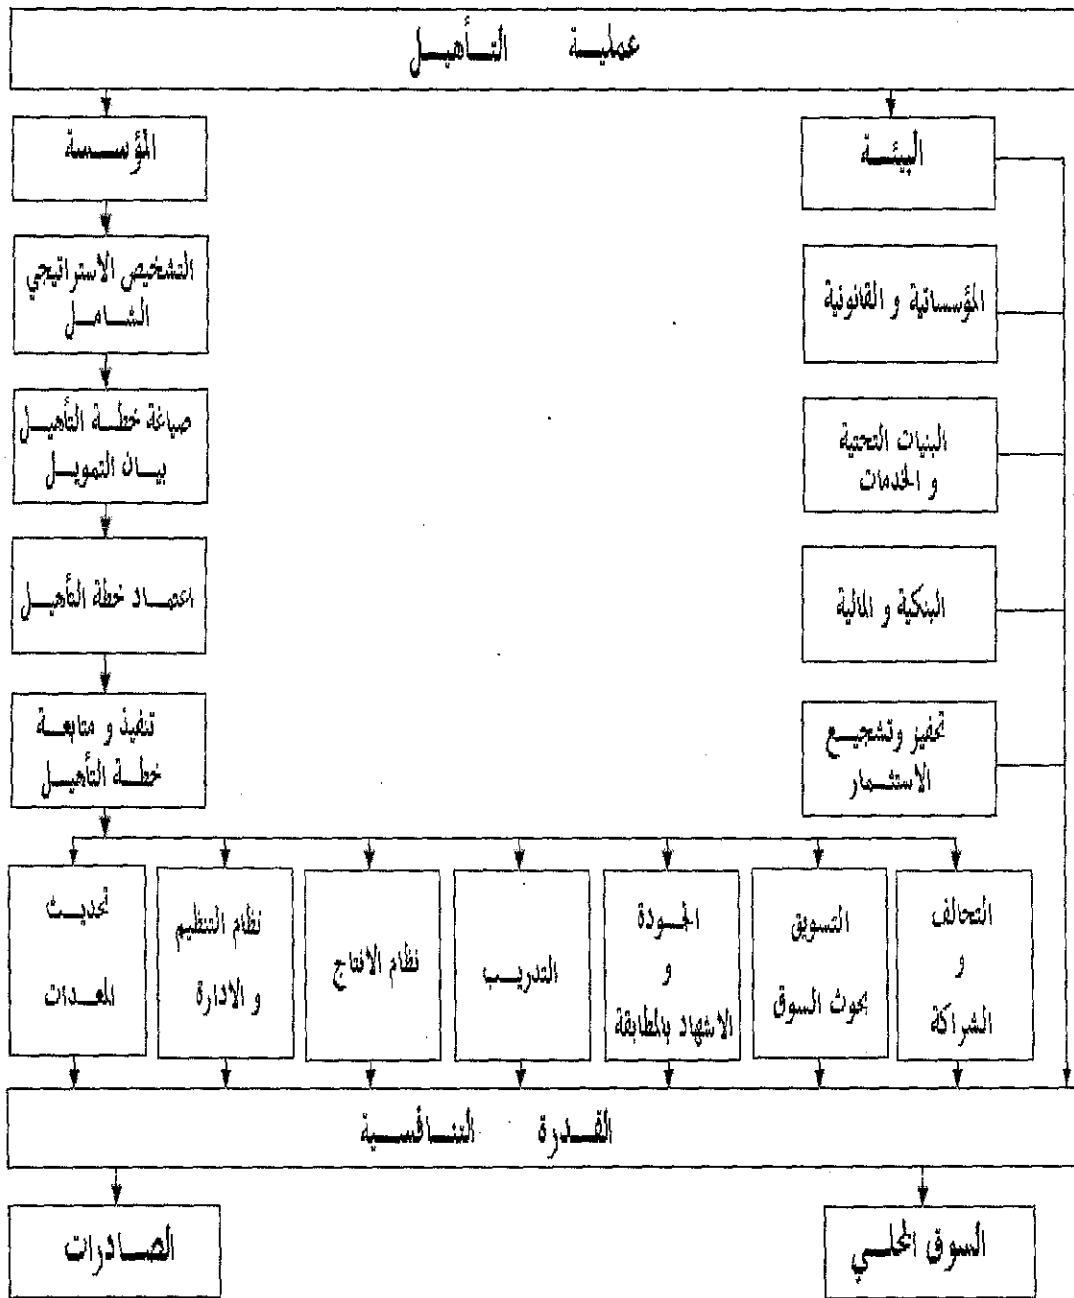 عملية التأهيل
البيئة
المؤسسة
المؤسساتية و القانونية
التشخيص الاستراتيجي
الشامل
البنيات التحتية
و الخدمات
صياغة خطة التأهيل
بيان التمويل
البنكية و المالية
اعتماد خطة التأهيل
تحفيز وتشجيع
الاستثمار
تنفيذ و متابعة
خطة التأهيل
التحالف
و
الشراكة
التسويق
بحوث السوق
الجودة
و
الاشهاد بالمطابقة
التدريب
نظام الانتاج
نظام التنظيم
و الادارة
تحديث
المعدات
القدرة التنافسية
السوق المحلي
الصادرات